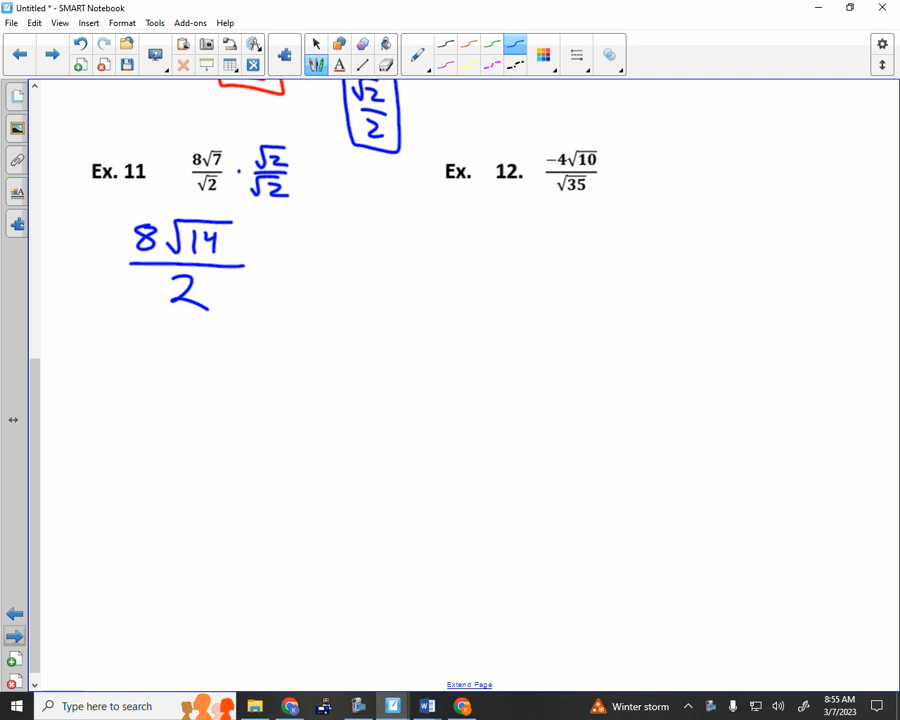 Untitled * - SMART Notebook
File Edit View Insert Format Tools Add-ons Help
√2
2
Ex. 11 8√7/√2 · √2/√2
Ex. 12. −4√10/√35
8√14
2
Extend Page
Type here to search
Winter storm
8:55 AM
3/7/2023